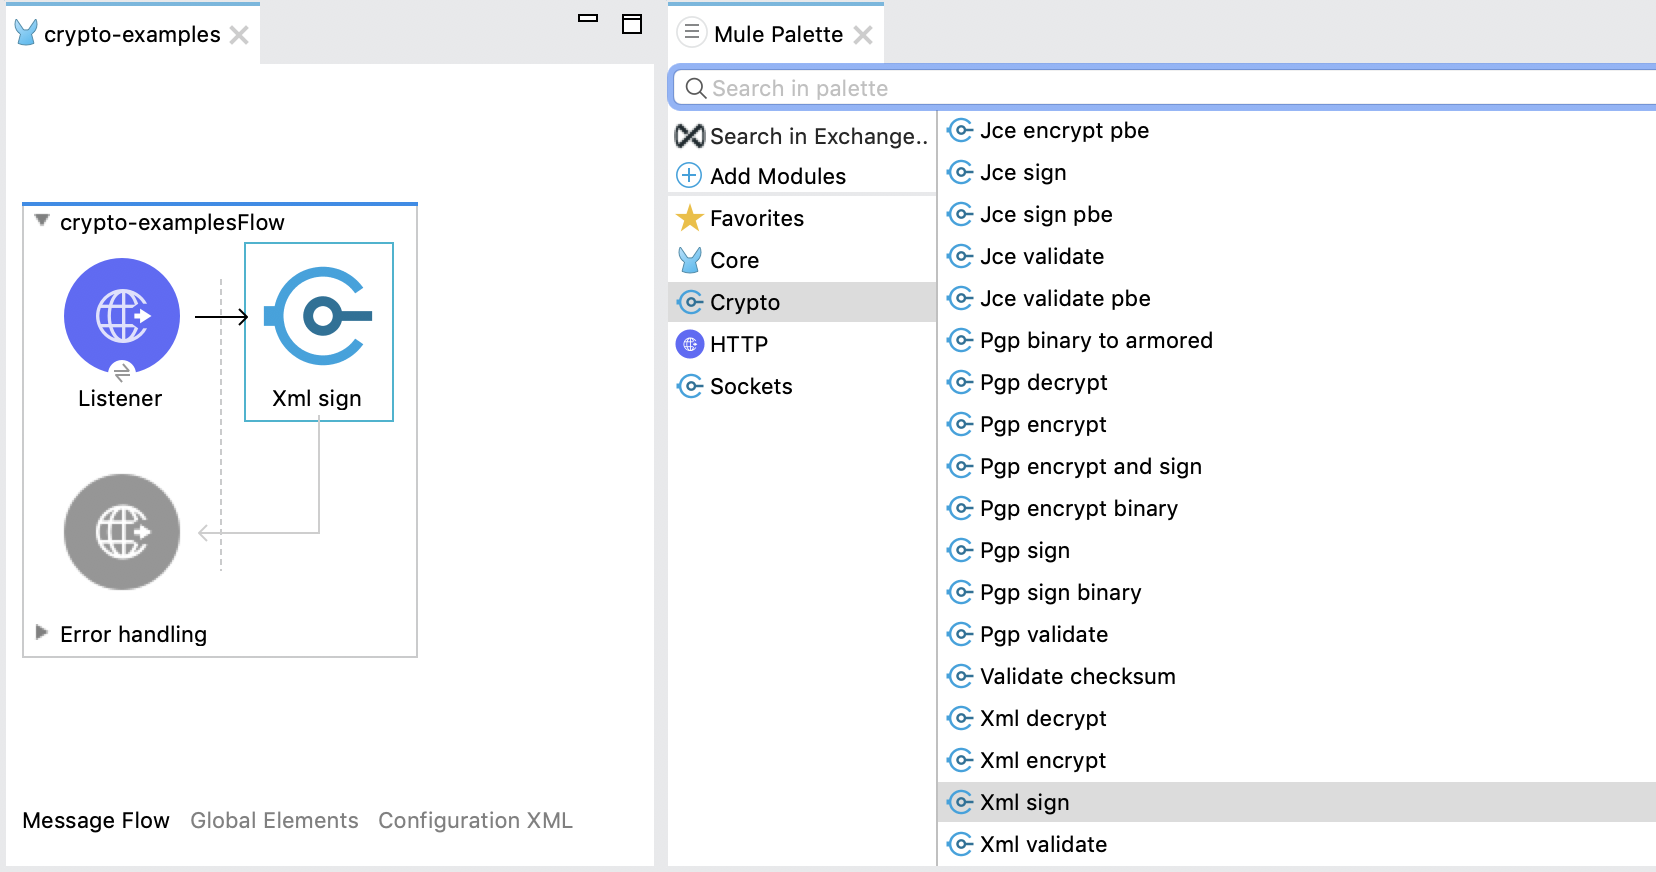 crypto-examples
crypto-examplesFlow
Listener
Xml sign
Error handling
Message Flow
Global Elements
Configuration XML
Mule Palette
Search in palette
Search in Exchange..
Add Modules
Favorites
Core
Crypto
HTTP
Sockets
Jce encrypt pbe
Jce sign
Jce sign pbe
Jce validate
Jce validate pbe
Pgp binary to armored
Pgp decrypt
Pgp encrypt
Pgp encrypt and sign
Pgp encrypt binary
Pgp sign
Pgp sign binary
Pgp validate
Validate checksum
Xml decrypt
Xml encrypt
Xml sign
Xml validate